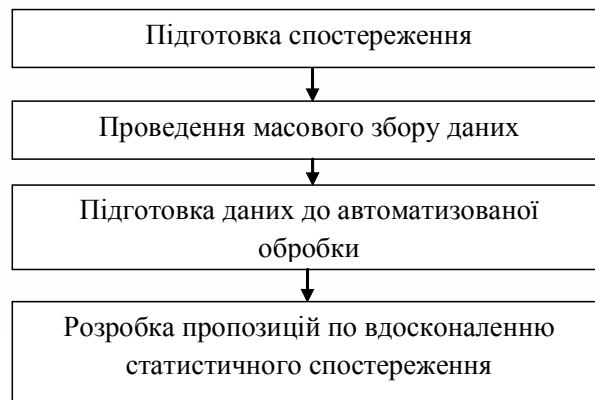 Підготовка спостереження
Проведення масового збору даних
Підготовка даних до автоматизованої
обробки
Розробка пропозицій по вдосконаленню
статистичного спостереження